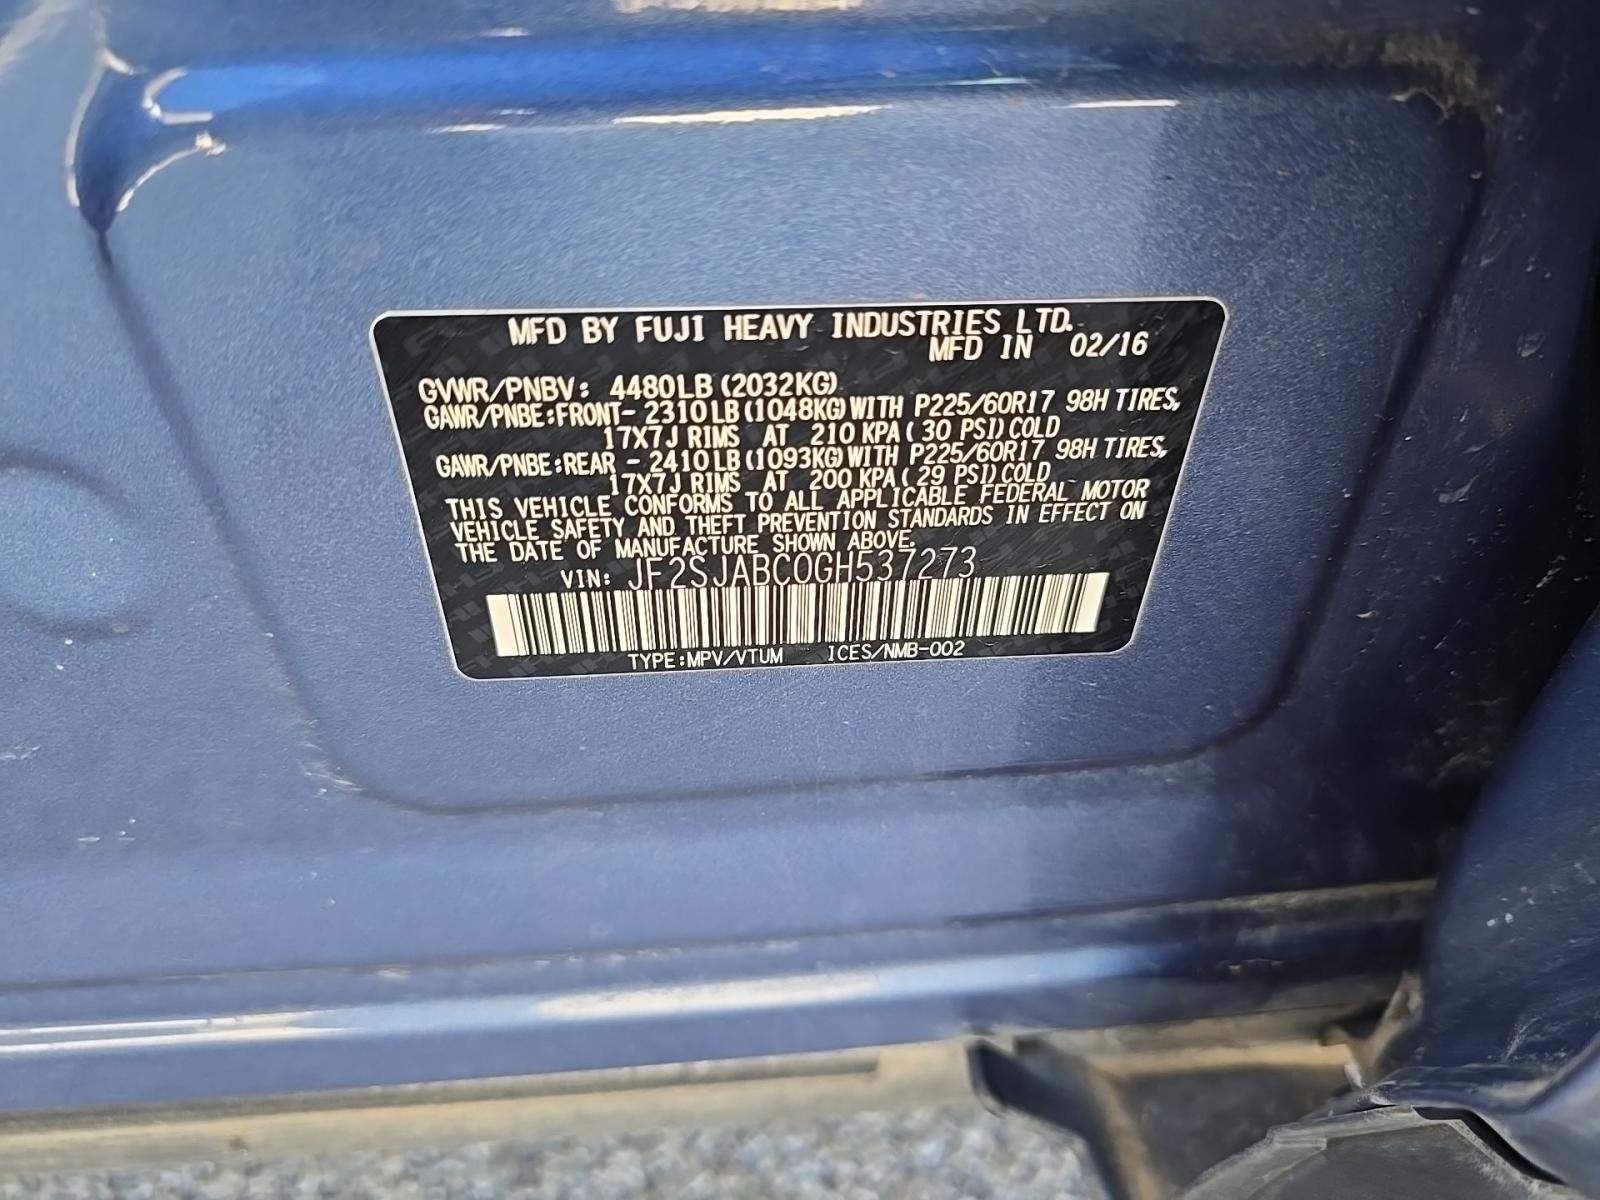 MFD BY FUJI HEAVY INDUSTRIES LTD.
MFD IN 02/16
GVWR/PNBV: 4480LB (2032KG)
GAWR/PNBE:FRONT- 2310LB (1048KG) WITH P225/60R17 98H TIRES,
17X7J RIMS AT 210 KPA ( 30 PSI) COLD
GAWR/PNBE:REAR - 2410LB (1093KG) WITH P225/60R17 98H TIRES,
17X7J RIMS AT 200 KPA ( 29 PSI) COLD
THIS VEHICLE CONFORMS TO ALL APPLICABLE FEDERAL MOTOR
VEHICLE SAFETY AND THEFT PREVENTION STANDARDS IN EFFECT ON
THE DATE OF MANUFACTURE SHOWN ABOVE.
VIN: JF2SJABC0GH537273
TYPE:MPV/VTUM ICES/NMB-002